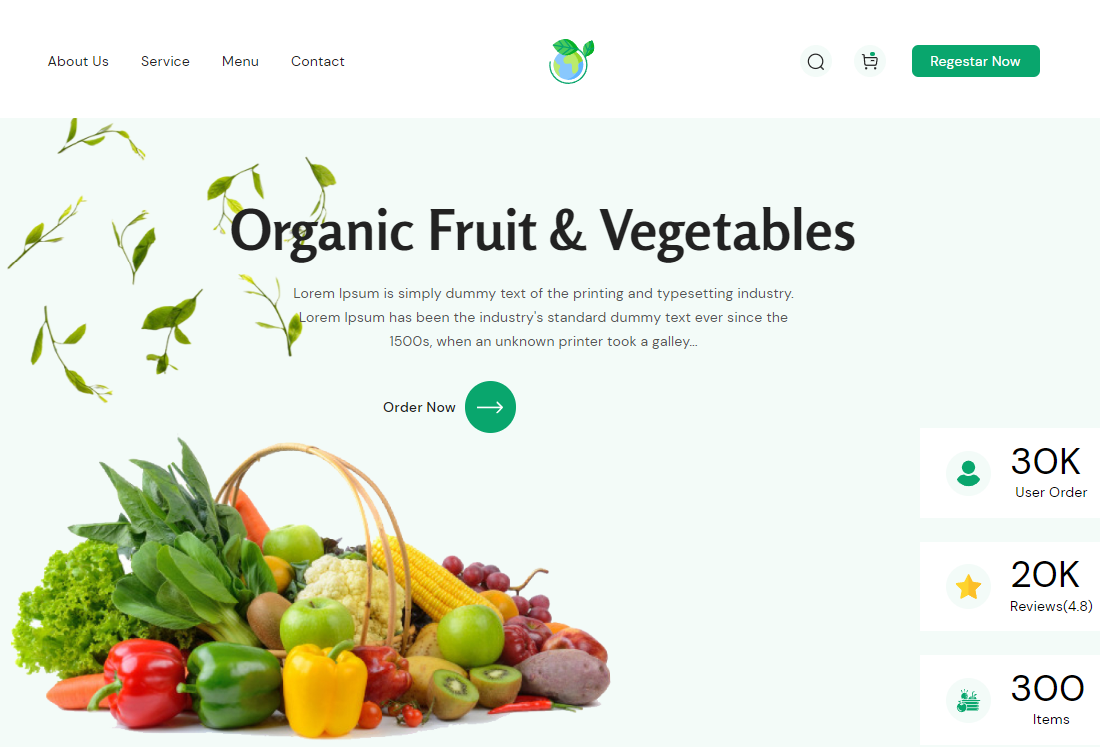 About Us Service Menu Contact Regestar Now
Organic Fruit & Vegetables
Lorem Ipsum is simply dummy text of the printing and typesetting industry.
Lorem Ipsum has been the industry's standard dummy text ever since the
1500s, when an unknown printer took a galley...
Order Now
30K
User Order
20K
Reviews(4.8)
300
Items